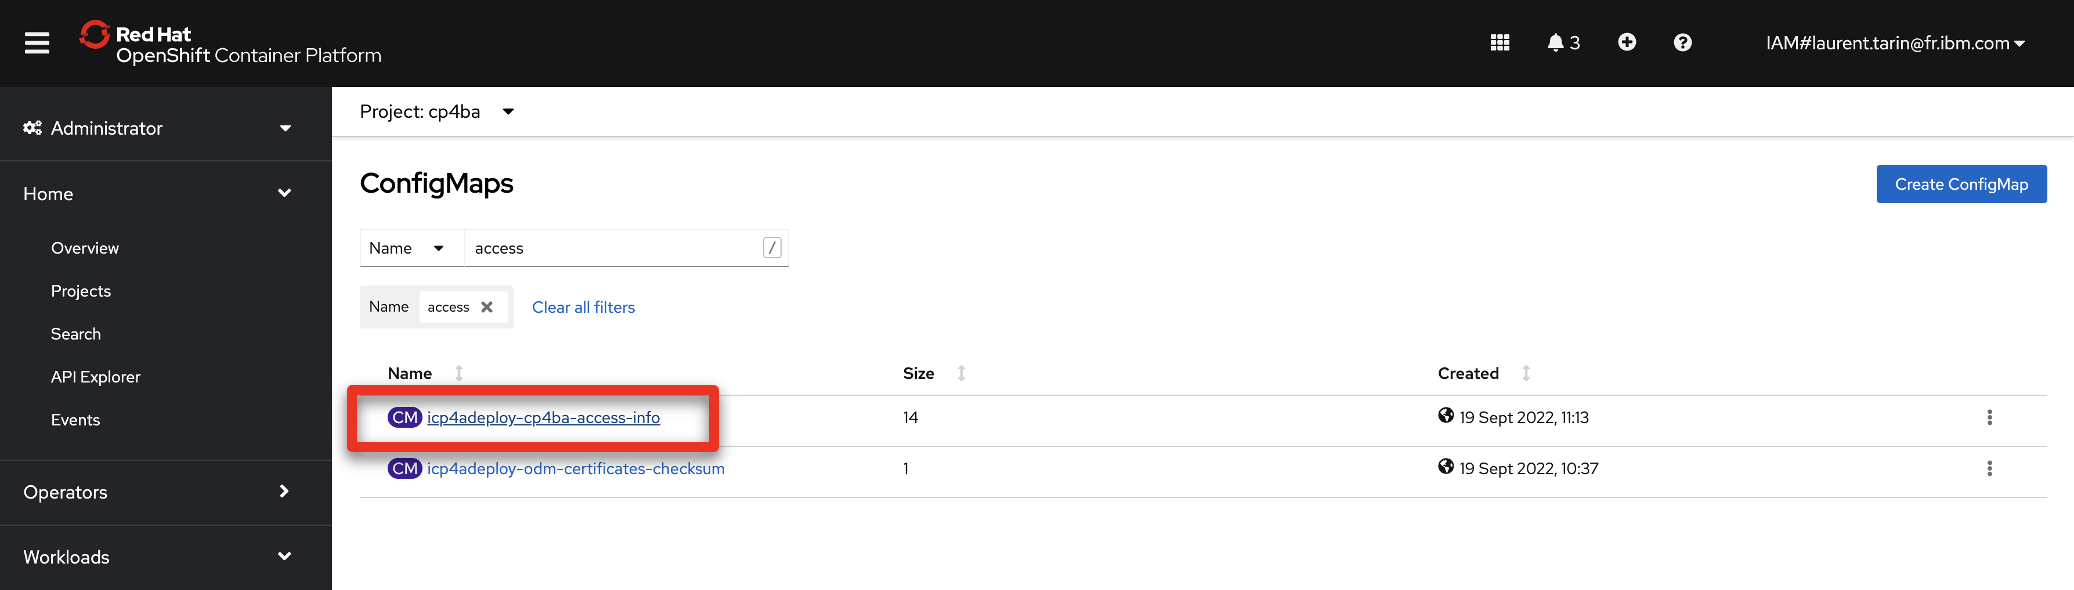 Red Hat
OpenShift Container Platform
3
IAM#laurent.tarin@fr.ibm.com
Administrator
Home
Overview
Projects
Search
API Explorer
Events
Operators
Workloads
Project: cp4ba
ConfigMaps
Create ConfigMap
Name access /
Name access Clear all filters
Name Size Created
CM icp4adeploy-cp4ba-access-info 14 19 Sept 2022, 11:13
CM icp4adeploy-odm-certificates-checksum 1 19 Sept 2022, 10:37